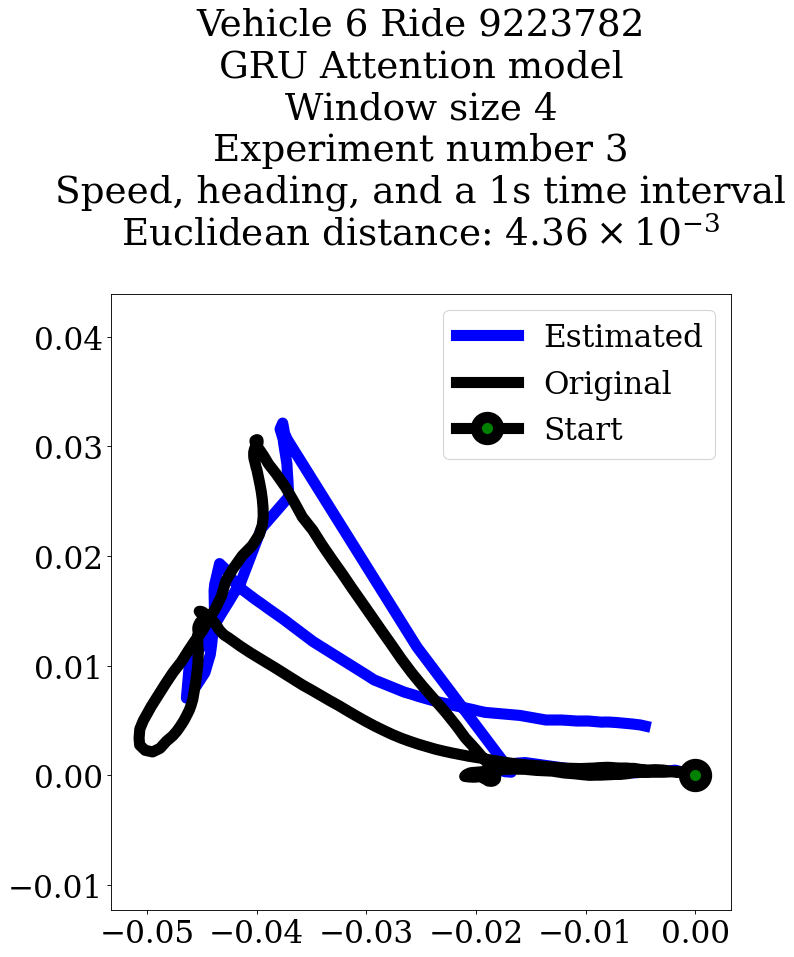 Vehicle 6 Ride 9223782
GRU Attention model
Window size 4
Experiment number 3
Speed, heading, and a 1s time interval
Euclidean distance: 4.36 × 10⁻³
Estimated
Original
Start
0.04
0.03
0.02
0.01
0.00
−0.01
−0.05 −0.04 −0.03 −0.02 −0.01 0.00